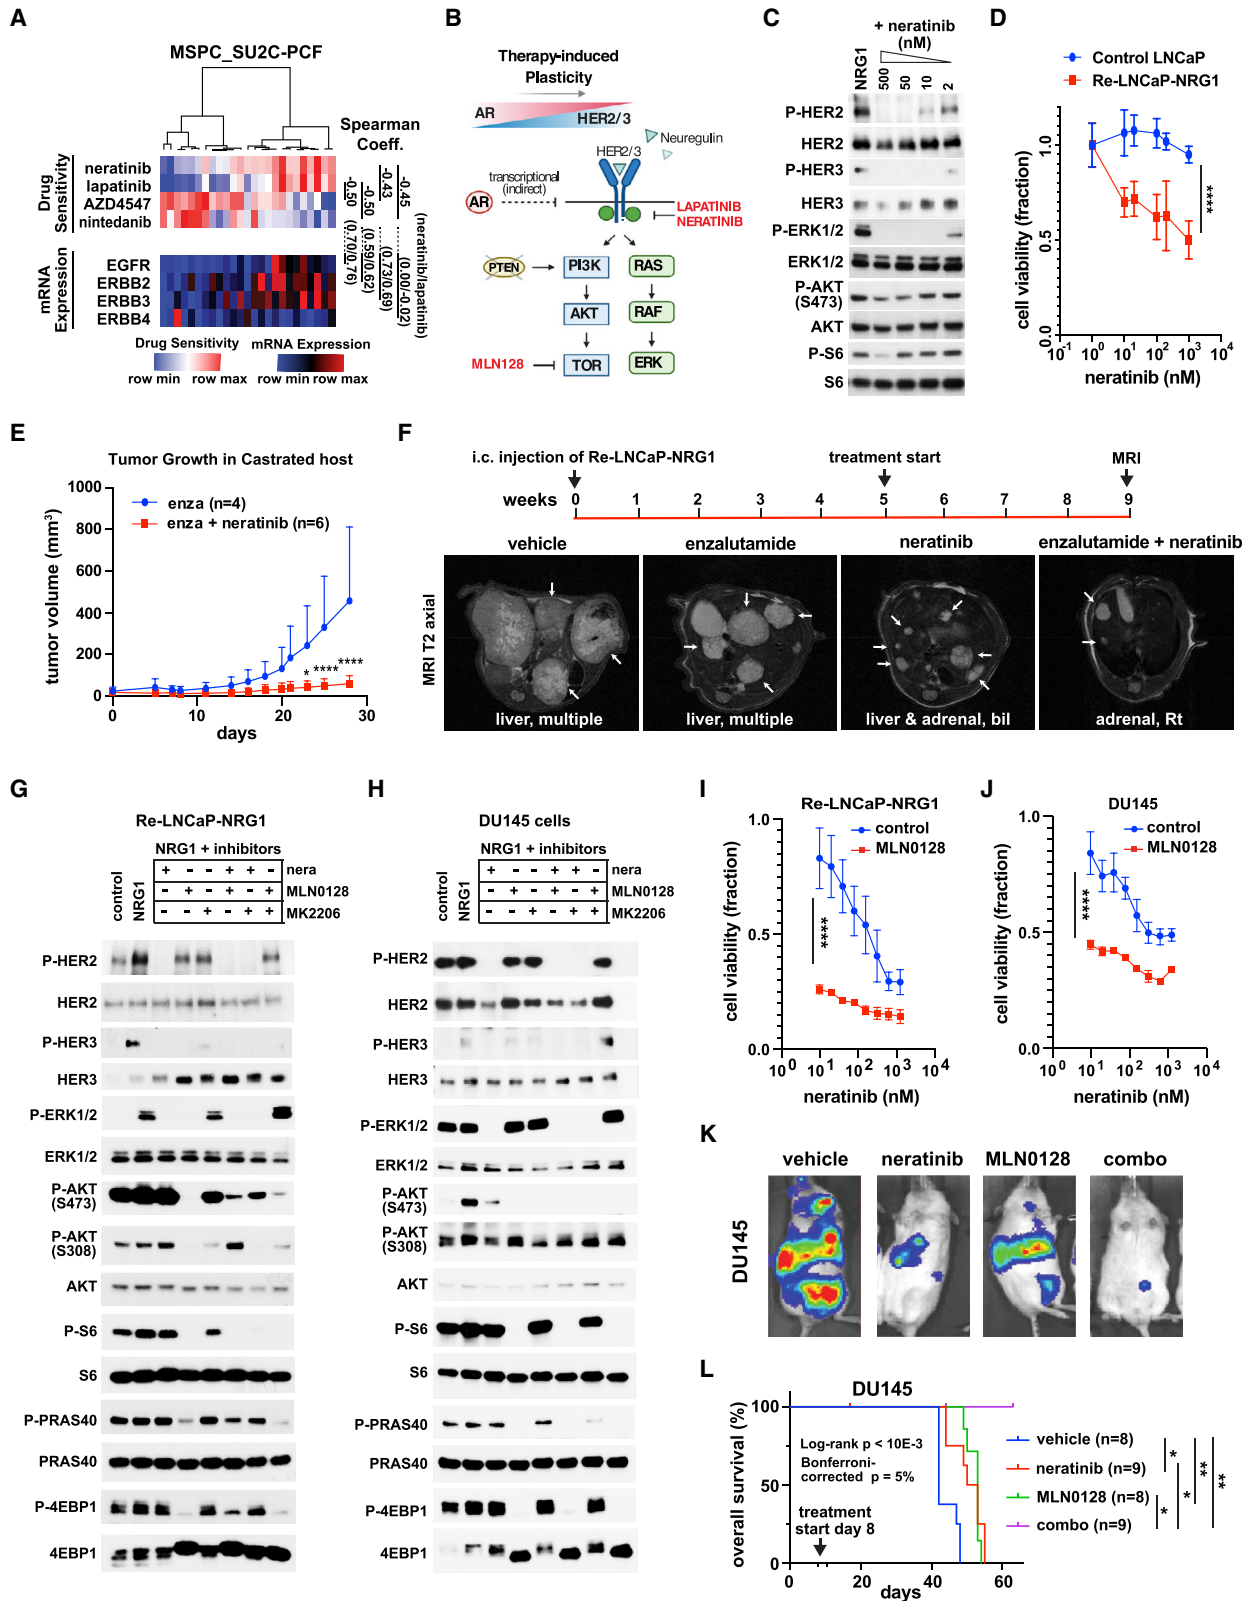 A
MSPC_SU2C-PCF
Spearman
Coeff.
Drug
Sensitivity
neratinib
lapatinib
AZD4547
nintedanib
mRNA
Expression
EGFR
ERBB2
ERBB3
ERBB4
-0.50
-0.50
-0.43
-0.45
(0.70/0.76)
(0.59/0.62)
(0.73/0.69)
(0.00/-0.02)
(neratinib/lapatinib)
Drug Sensitivity
row min row max
mRNA Expression
row min row max
B
Therapy-induced
Plasticity
AR
HER2/3
Neuregulin
HER2/3
transcriptional
(indirect)
AR
LAPATINIB
NERATINIB
PTEN
PI3K
RAS
AKT
RAF
MLN128
TOR
ERK
C
+ neratinib
(nM)
NRG1
500
50
10
2
P-HER2
HER2
P-HER3
HER3
P-ERK1/2
ERK1/2
P-AKT
(S473)
AKT
P-S6
S6
D
Control LNCaP
Re-LNCaP-NRG1
cell viability (fraction)
1.0
0.5
0.0
****
10-1 100 101 102 103 104
neratinib (nM)
E
Tumor Growth in Castrated host
enza (n=4)
enza + neratinib (n=6)
tumor volume (mm3)
1000
800
600
400
200
0
* **** ****
0 10 20 30
days
F
i.c. injection of Re-LNCaP-NRG1
treatment start
MRI
weeks
0 1 2 3 4 5 6 7 8 9
vehicle
enzalutamide
neratinib
enzalutamide + neratinib
MRI T2 axial
liver, multiple
liver, multiple
liver & adrenal, bil
adrenal, Rt
G
Re-LNCaP-NRG1
NRG1 + inhibitors
control
NRG1
+ - - + + - nera
- + - + - + MLN0128
- - + - + + MK2206
P-HER2
HER2
P-HER3
HER3
P-ERK1/2
ERK1/2
P-AKT
(S473)
P-AKT
(S308)
AKT
P-S6
S6
P-PRAS40
PRAS40
P-4EBP1
4EBP1
H
DU145 cells
NRG1 + inhibitors
control
NRG1
+ - - + + - nera
- + - + - + MLN0128
- - + - + + MK2206
P-HER2
HER2
P-HER3
HER3
P-ERK1/2
ERK1/2
P-AKT
(S473)
P-AKT
(S308)
AKT
P-S6
S6
P-PRAS40
PRAS40
P-4EBP1
4EBP1
I
Re-LNCaP-NRG1
control
MLN0128
cell viability (fraction)
1.0
0.5
0.0
****
100 101 102 103 104
neratinib (nM)
J
DU145
control
MLN0128
cell viability (fraction)
1.0
0.5
0.0
****
100 101 102 103 104
neratinib (nM)
K
vehicle
neratinib
MLN0128
combo
DU145
L
DU145
overall survival (%)
100
50
0
Log-rank p < 10E-3
Bonferroni-
corrected p = 5%
treatment
start day 8
0 20 40 60
days
vehicle (n=8)
neratinib (n=9)
MLN0128 (n=8)
combo (n=9)
*
*
*
**
**